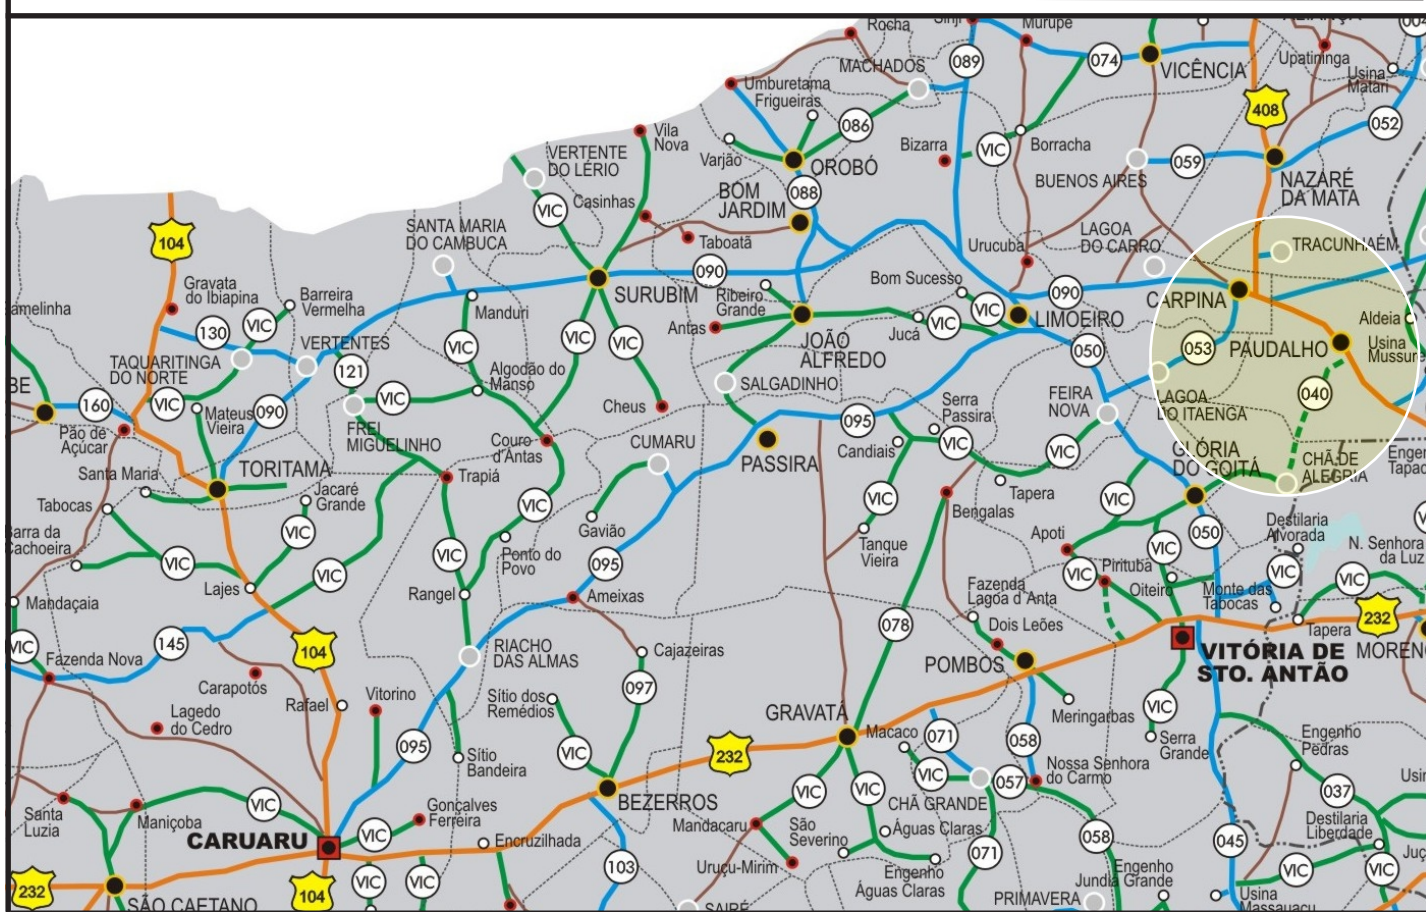 Rocha
Murupe
MACHADOS
089
074
VICÊNCIA
Upatininga
Usina
Matari
Umburetama
Frigueiras
086
408
052
Vila
Nova
Varjão
OROBÓ
Bizarra
VIC
Borracha
059
BUENOS AIRES
NAZARÉ
DA MATA
VERTENTE
DO LÉRIO
Casinhas
VIC
BOM
JARDIM
088
SANTA MARIA
DO CAMBUCA
Taboatã
Urucuba
LAGOA
DO CARRO
TRACUNHAÉM
104
Gravata
do Ibiapina
Barreira
Vermelha
SURUBIM
090
Ribeiro
Grande
Bom Sucesso
090
CARPINA
amelinha
130
VIC
Manduri
Antas
Jucá
VIC
VIC
LIMOEIRO
Aldeia
TAQUARITINGA
DO NORTE
VERTENTES
VIC
VIC
VIC
JOÃO
ALFREDO
050
053
PAUDALHO
Usina
Mussure
121
Algodão do
Manso
SALGADINHO
BE
160
VIC
Mateus
Vieira
090
VIC
FREI
MIGUELINHO
Cheus
095
Serra
Passira
FEIRA
NOVA
LAGOA
DO ITAENGA
040
Pão de
Açúcar
Couro
d'Antas
CUMARU
PASSIRA
Candiais
VIC
VIC
GLÓRIA
DO GOITÁ
CHÃ DE
ALEGRIA
Santa Maria
TORITAMA
Trapiá
Tabocas
Jacaré
Grande
VIC
Gavião
VIC
Tapera
VIC
Bengalas
Barra da
Cachoeira
VIC
VIC
VIC
VIC
Ponto do
Povo
095
Tanque
Vieira
Apoti
VIC
050
Destilaria
Alvorada
N. Senhora
da Luz
Lajes
Rangel
Ameixas
Fazenda
Lagoa d'Anta
VIC
Pirituba
Oiteiro
Monte das
Tabocas
VIC
VIC
Mandaçaia
145
104
078
Dois Leões
232
Tapera
VIC
Fazenda Nova
RIACHO
DAS ALMAS
Cajazeiras
POMBOS
VITÓRIA DE
STO. ANTÃO
MORENO
Carapotós
Rafael
Vitorino
Sítio dos
Remédios
097
Lagedo
do Cedro
095
VIC
GRAVATÁ
Macaco
071
058
Meringarbas
VIC
Serra
Grande
Engenho
Pedras
Sítio
Bandeira
232
VIC
057
Nossa Senhora
do Carmo
BEZERROS
VIC
VIC
CHÃ GRANDE
037
Santa
Luzia
VIC
Maniçoba
Gonçalves
Ferreira
Mandacaru
São
Severino
Águas Claras
058
Destilaria
Liberdade
CARUARU
VIC
Encruzilhada
Uruçu-Mirim
071
045
232
104
VIC
VIC
103
Engenho
Águas Claras
Jundiá
Engenho
Grande
VIC
VIC
SÃO CAETANO
SAIRÉ
PRIMAVERA
Usina
Massauaçu